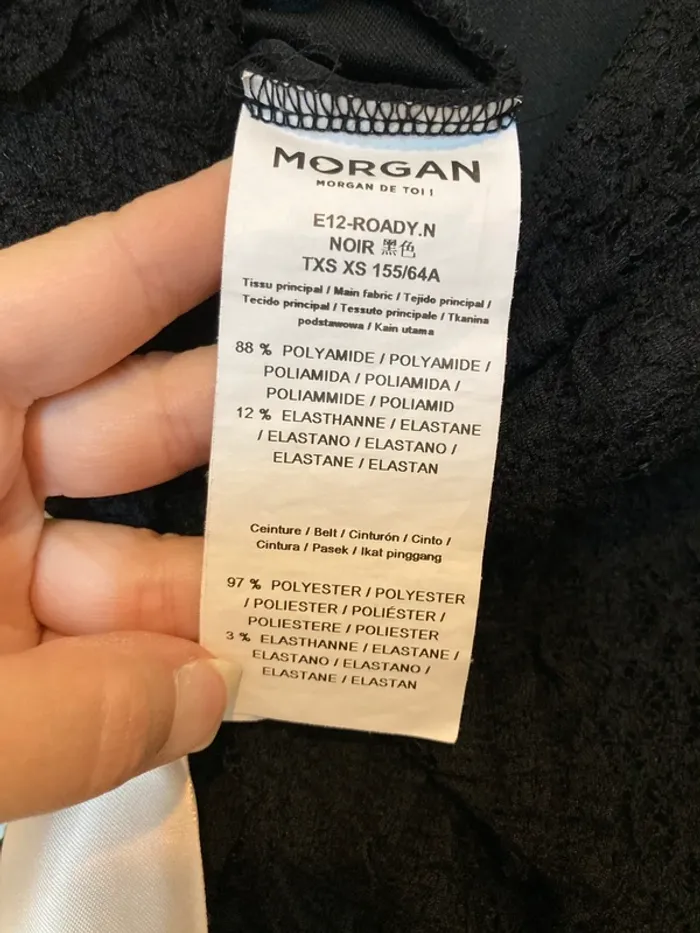 MORGAN
MORGAN DE TOI !
E12-ROADY.N
NOIR 黑色
TXS XS 155/64A
Tissu principal / Main fabric / Tejido principal /
Tecido principal / Tessuto principale / Tkanina
podstawowa / Kain utama
88 % POLYAMIDE / POLYAMIDE /
POLIAMIDA / POLIAMIDA /
POLIAMMIDE / POLIAMID
12 % ELASTHANNE / ELASTANE
/ ELASTANO / ELASTANO /
ELASTANE / ELASTAN
Ceinture / Belt / Cinturón / Cinto /
Cintura / Pasek / Ikat pinggang
97 % POLYESTER / POLYESTER
/ POLIESTER / POLIÉSTER /
POLIESTERE / POLIESTER
3 % ELASTHANNE / ELASTANE /
ELASTANO / ELASTANO /
ELASTANE / ELASTAN